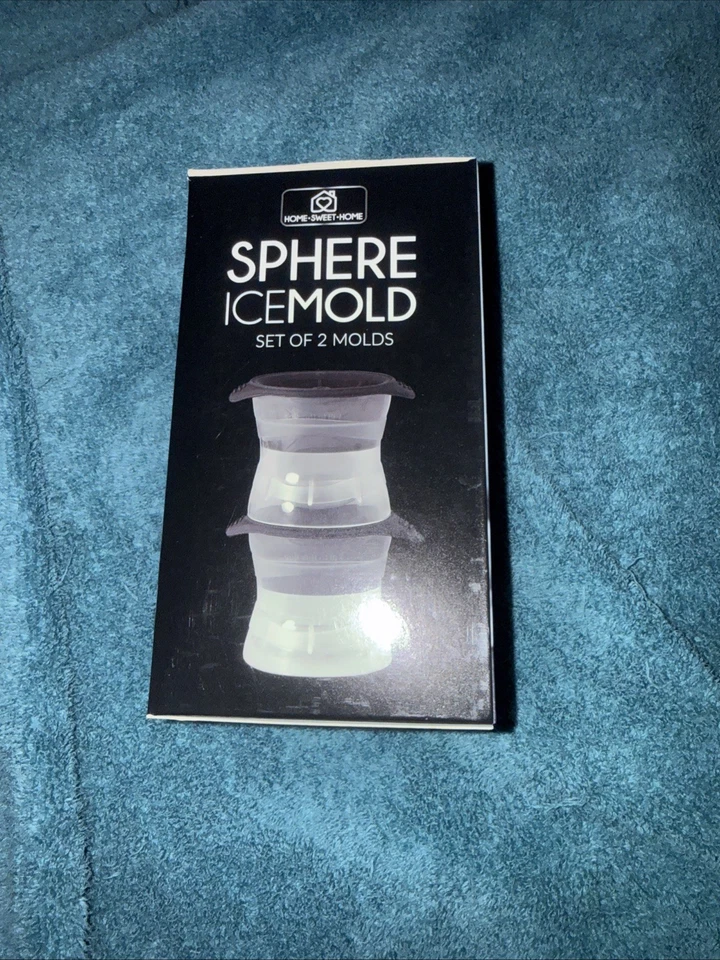 HOME•SWEET•HOME
SPHERE
ICEMOLD
SET OF 2 MOLDS